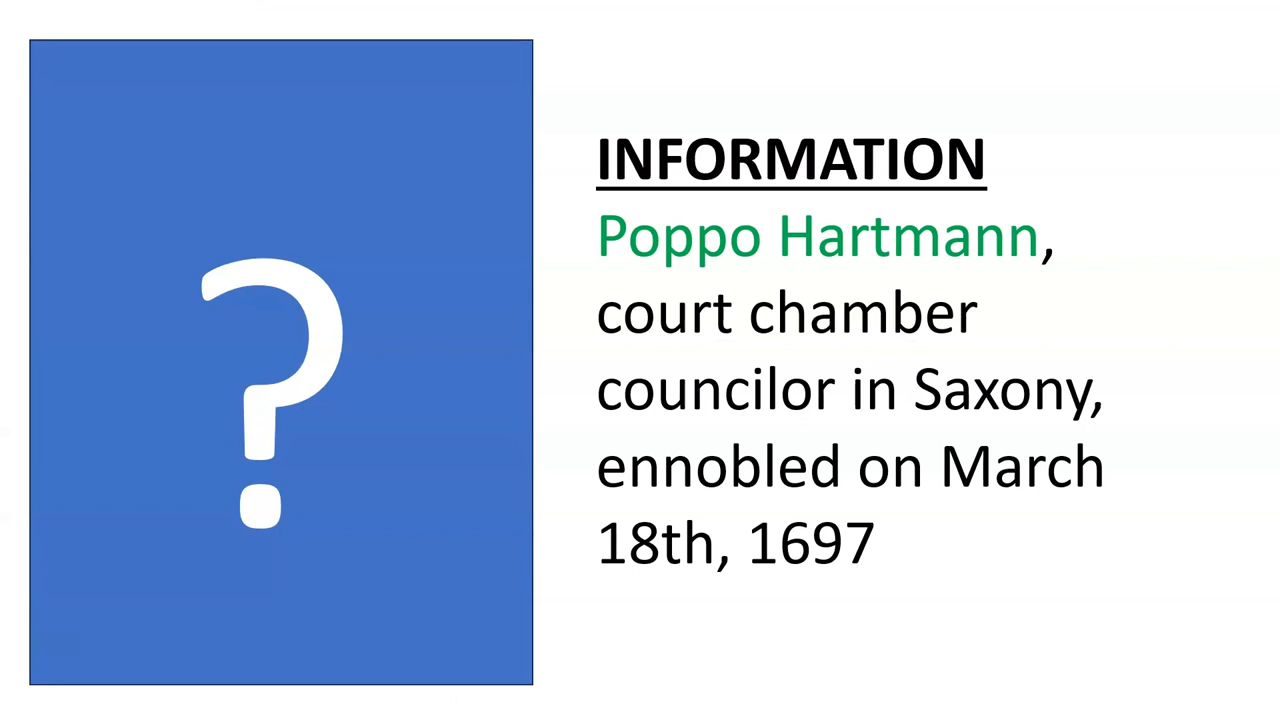 ?
INFORMATION
Poppo Hartmann,
court chamber
councilor in Saxony,
ennobled on March
18th, 1697